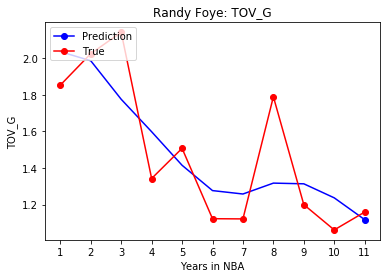 Randy Foye: TOV_G
Prediction
True
2.0
1.8
1.6
1.4
1.2
TOV_G
1 2 3 4 5 6 7 8 9 10 11
Years in NBA